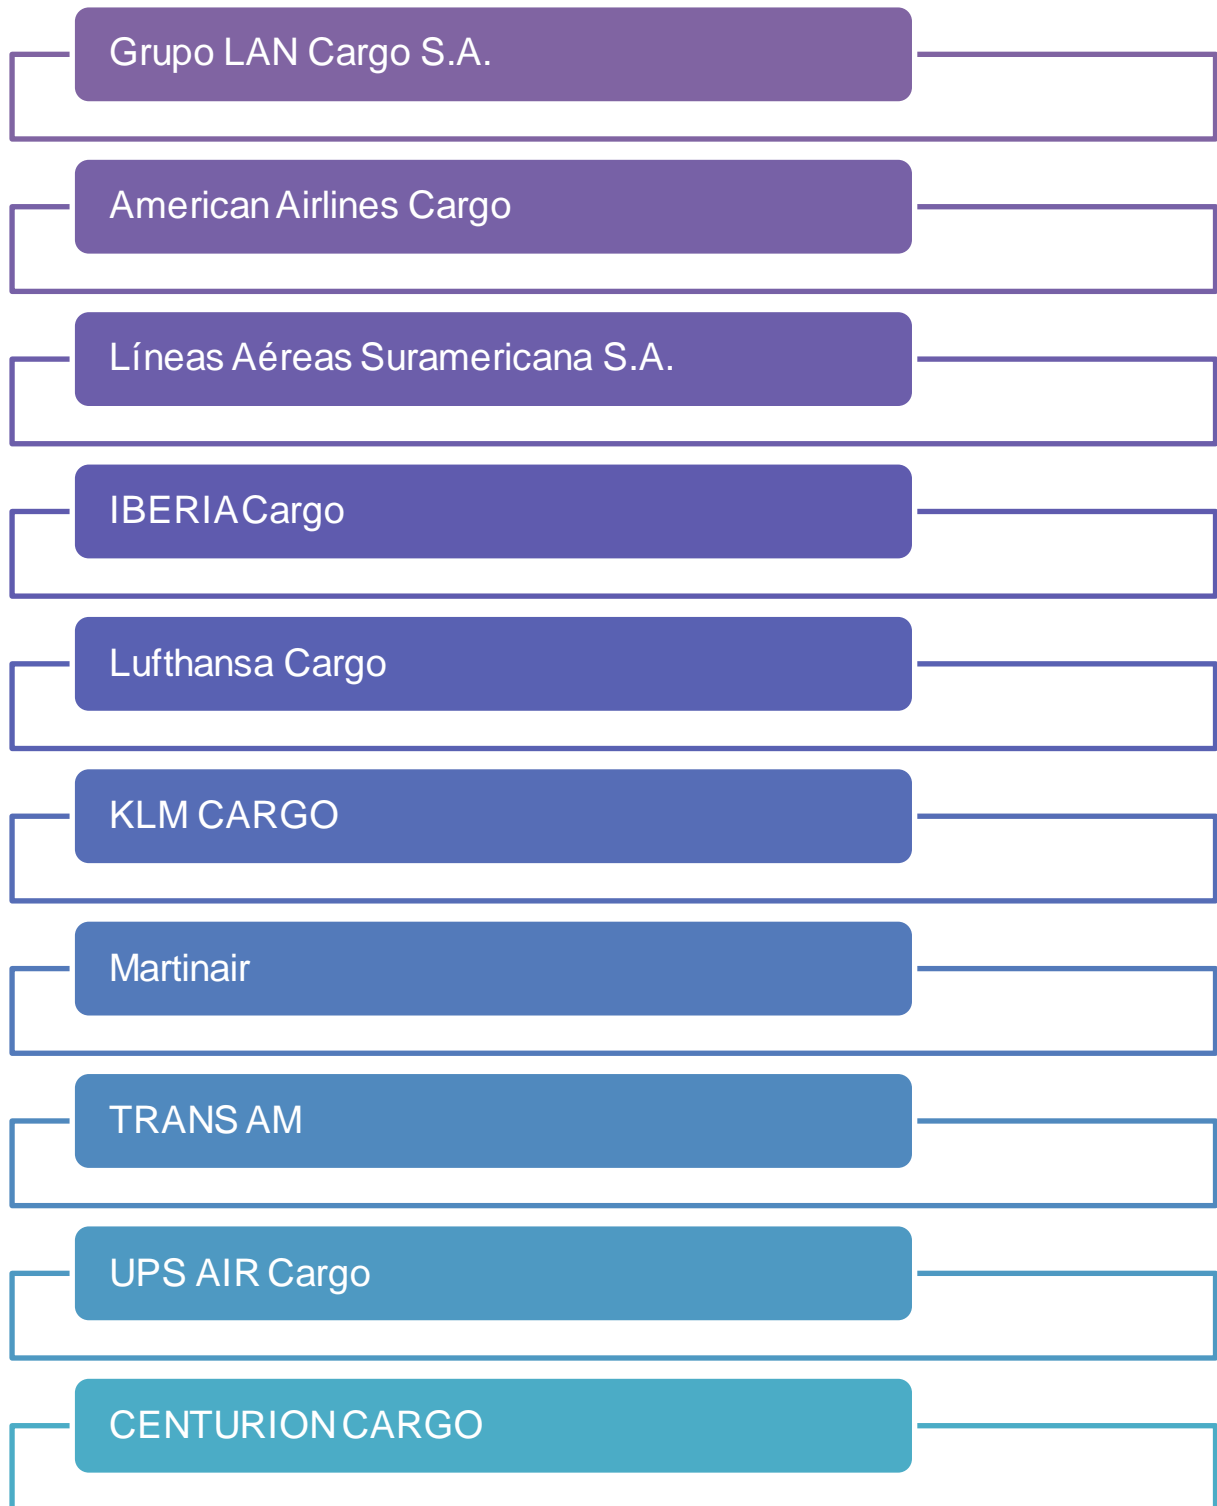 Grupo LAN Cargo S.A.
American Airlines Cargo
Líneas Aéreas Suramericana S.A.
IBERIA Cargo
Lufthansa Cargo
KLM CARGO
Martinair
TRANS AM
UPS AIR Cargo
CENTURION CARGO